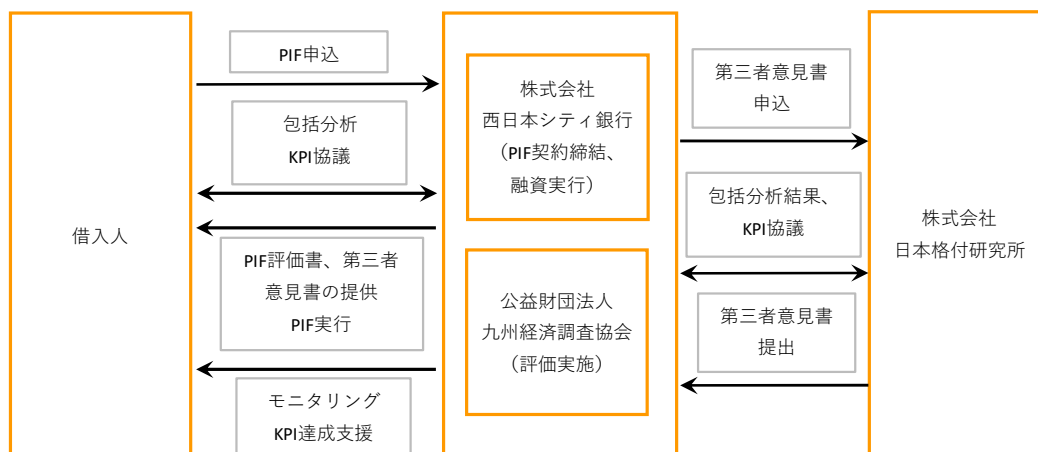 借入人
PIF申込
包括分析
KPI協議
PIF評価書、第三者
意見書の提供
PIF実行
モニタリング
KPI達成支援
株式会社
西日本シティ銀行
(PIF契約締結、
融資実行)
公益財団法人
九州経済調査協会
(評価実施)
第三者意見書
申込
包括分析結果、
KPI協議
第三者意見書
提出
株式会社
日本格付研究所